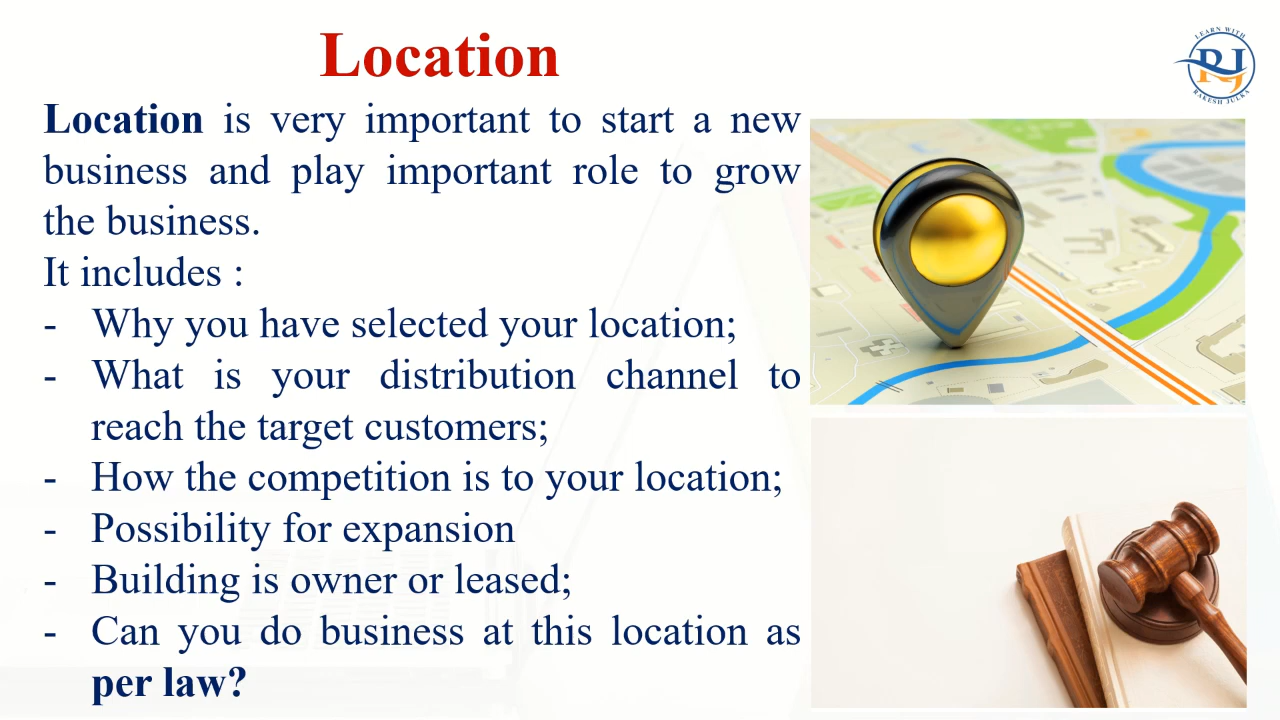 Location
LEARN WITH
RJ
RAKESH JULKA
Location is very important to start a new
business and play important role to grow
the business.
It includes :
- Why you have selected your location;
- What is your distribution channel to
reach the target customers;
- How the competition is to your location;
- Possibility for expansion
- Building is owner or leased;
- Can you do business at this location as
per law?